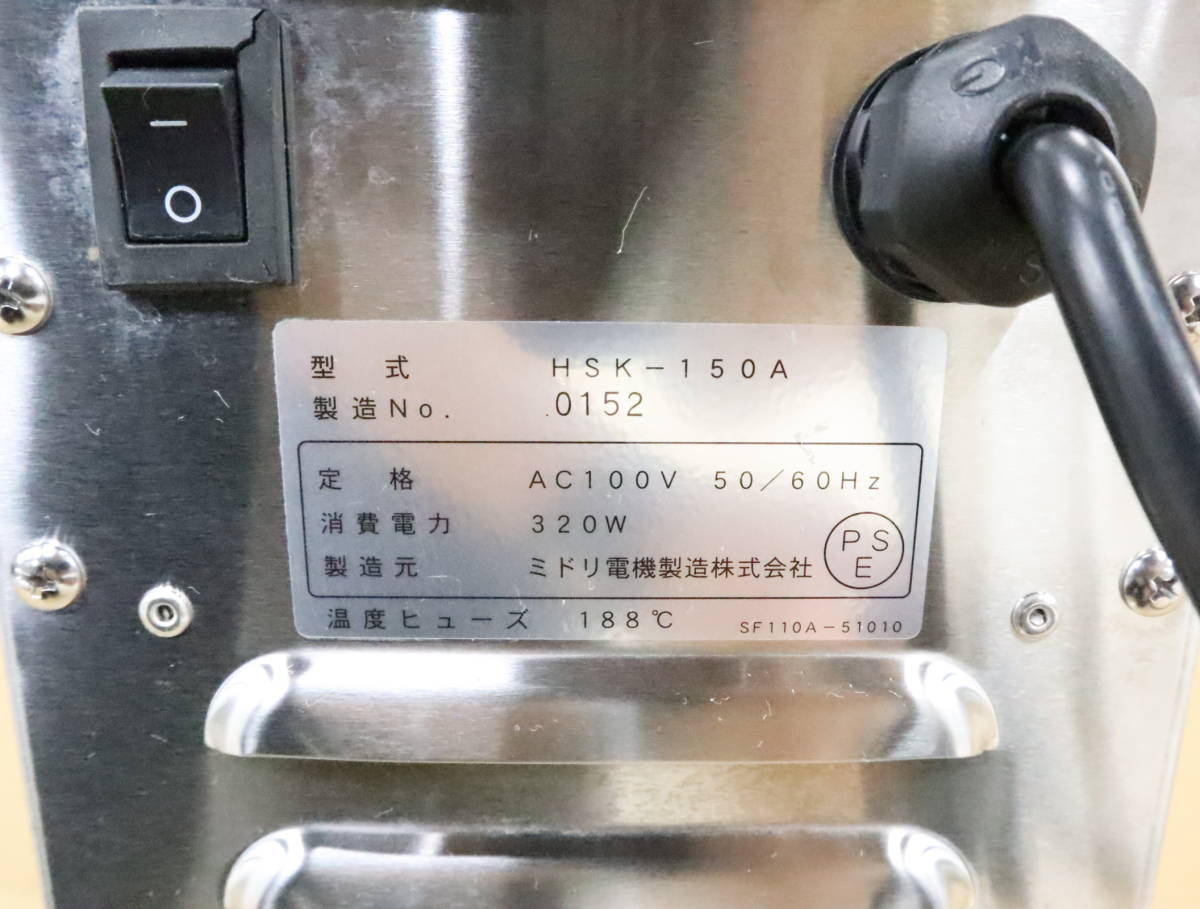 型式 HSK-150A
製造No. 0152
定格 AC100V 50/60Hz
消費電力 320W
製造元 ミドリ電機製造株式会社
PSE
温度ヒューズ 188℃
SF110A-51010